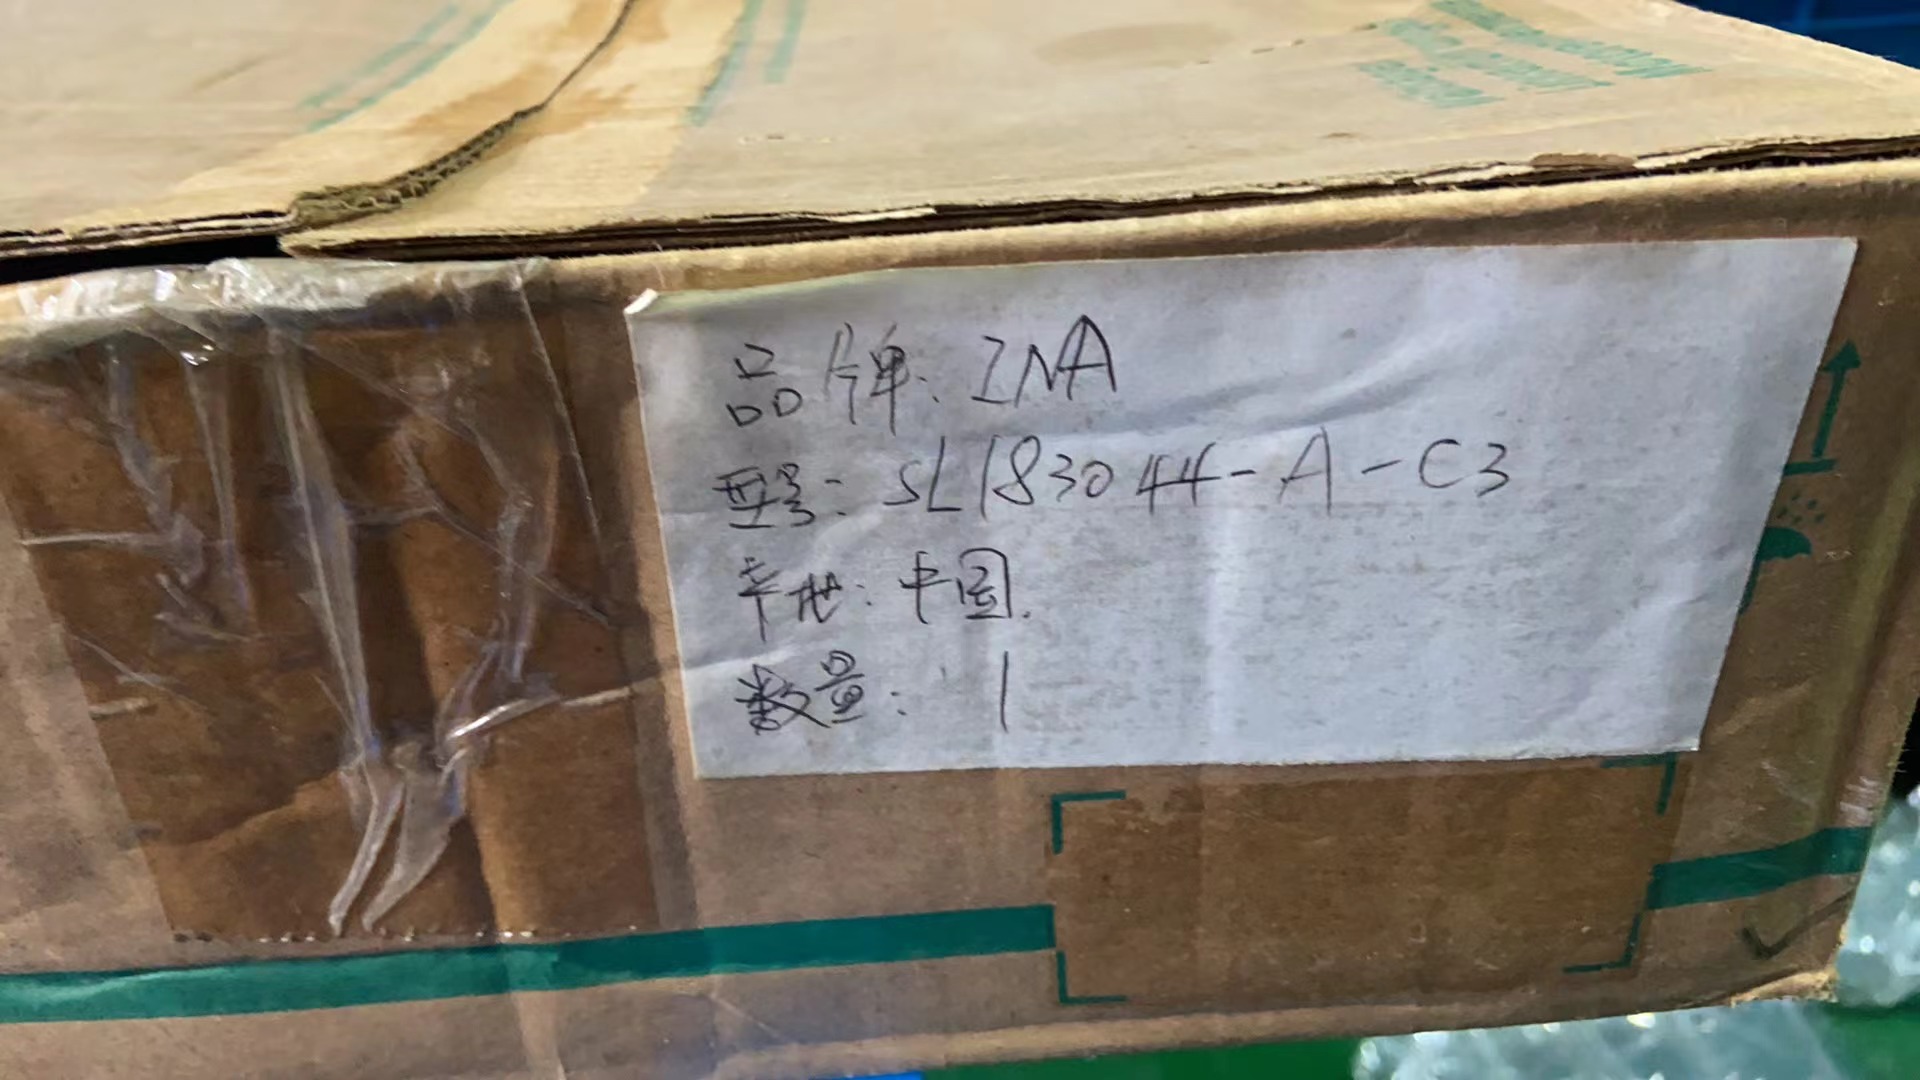 品牌: INA
型号: SL183044-A-C3
产地: 中国.
数量: 1